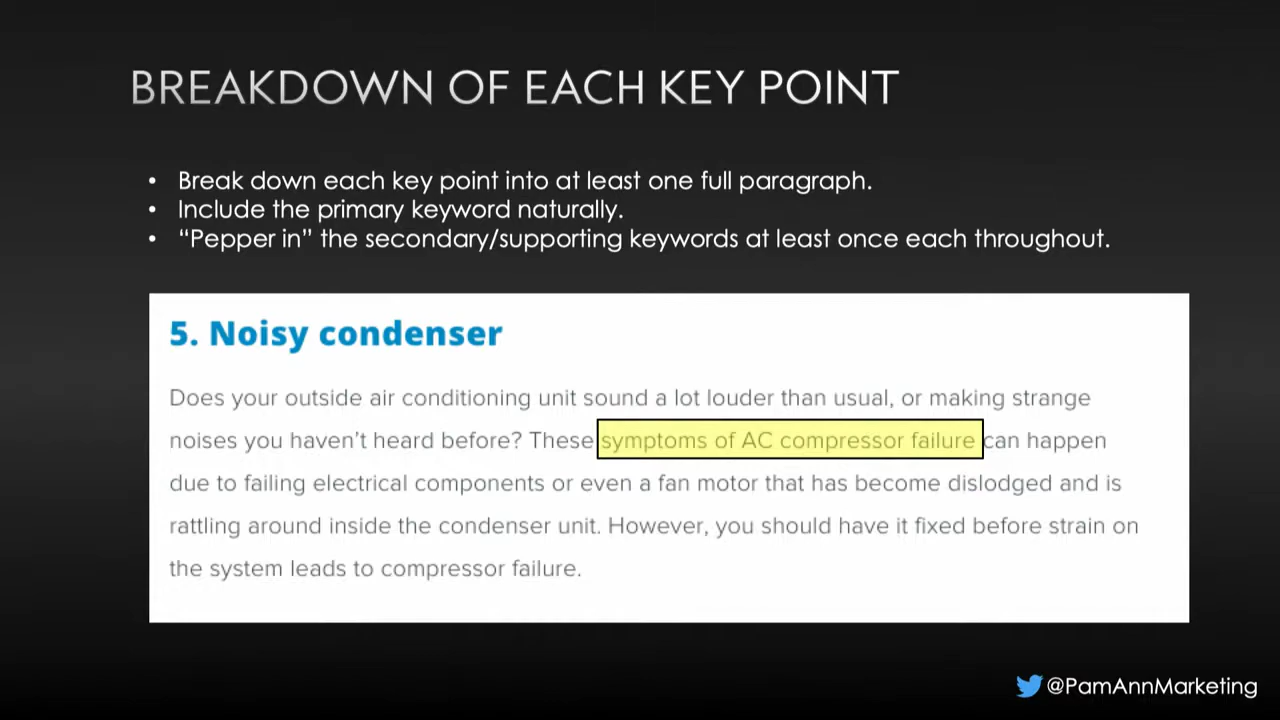 BREAKDOWN OF EACH KEY POINT
• Break down each key point into at least one full paragraph.
• Include the primary keyword naturally.
• “Pepper in” the secondary/supporting keywords at least once each throughout.
5. Noisy condenser
Does your outside air conditioning unit sound a lot louder than usual, or making strange
noises you haven't heard before? These symptoms of AC compressor failure can happen
due to failing electrical components or even a fan motor that has become dislodged and is
rattling around inside the condenser unit. However, you should have it fixed before strain on
the system leads to compressor failure.
@PamAnnMarketing